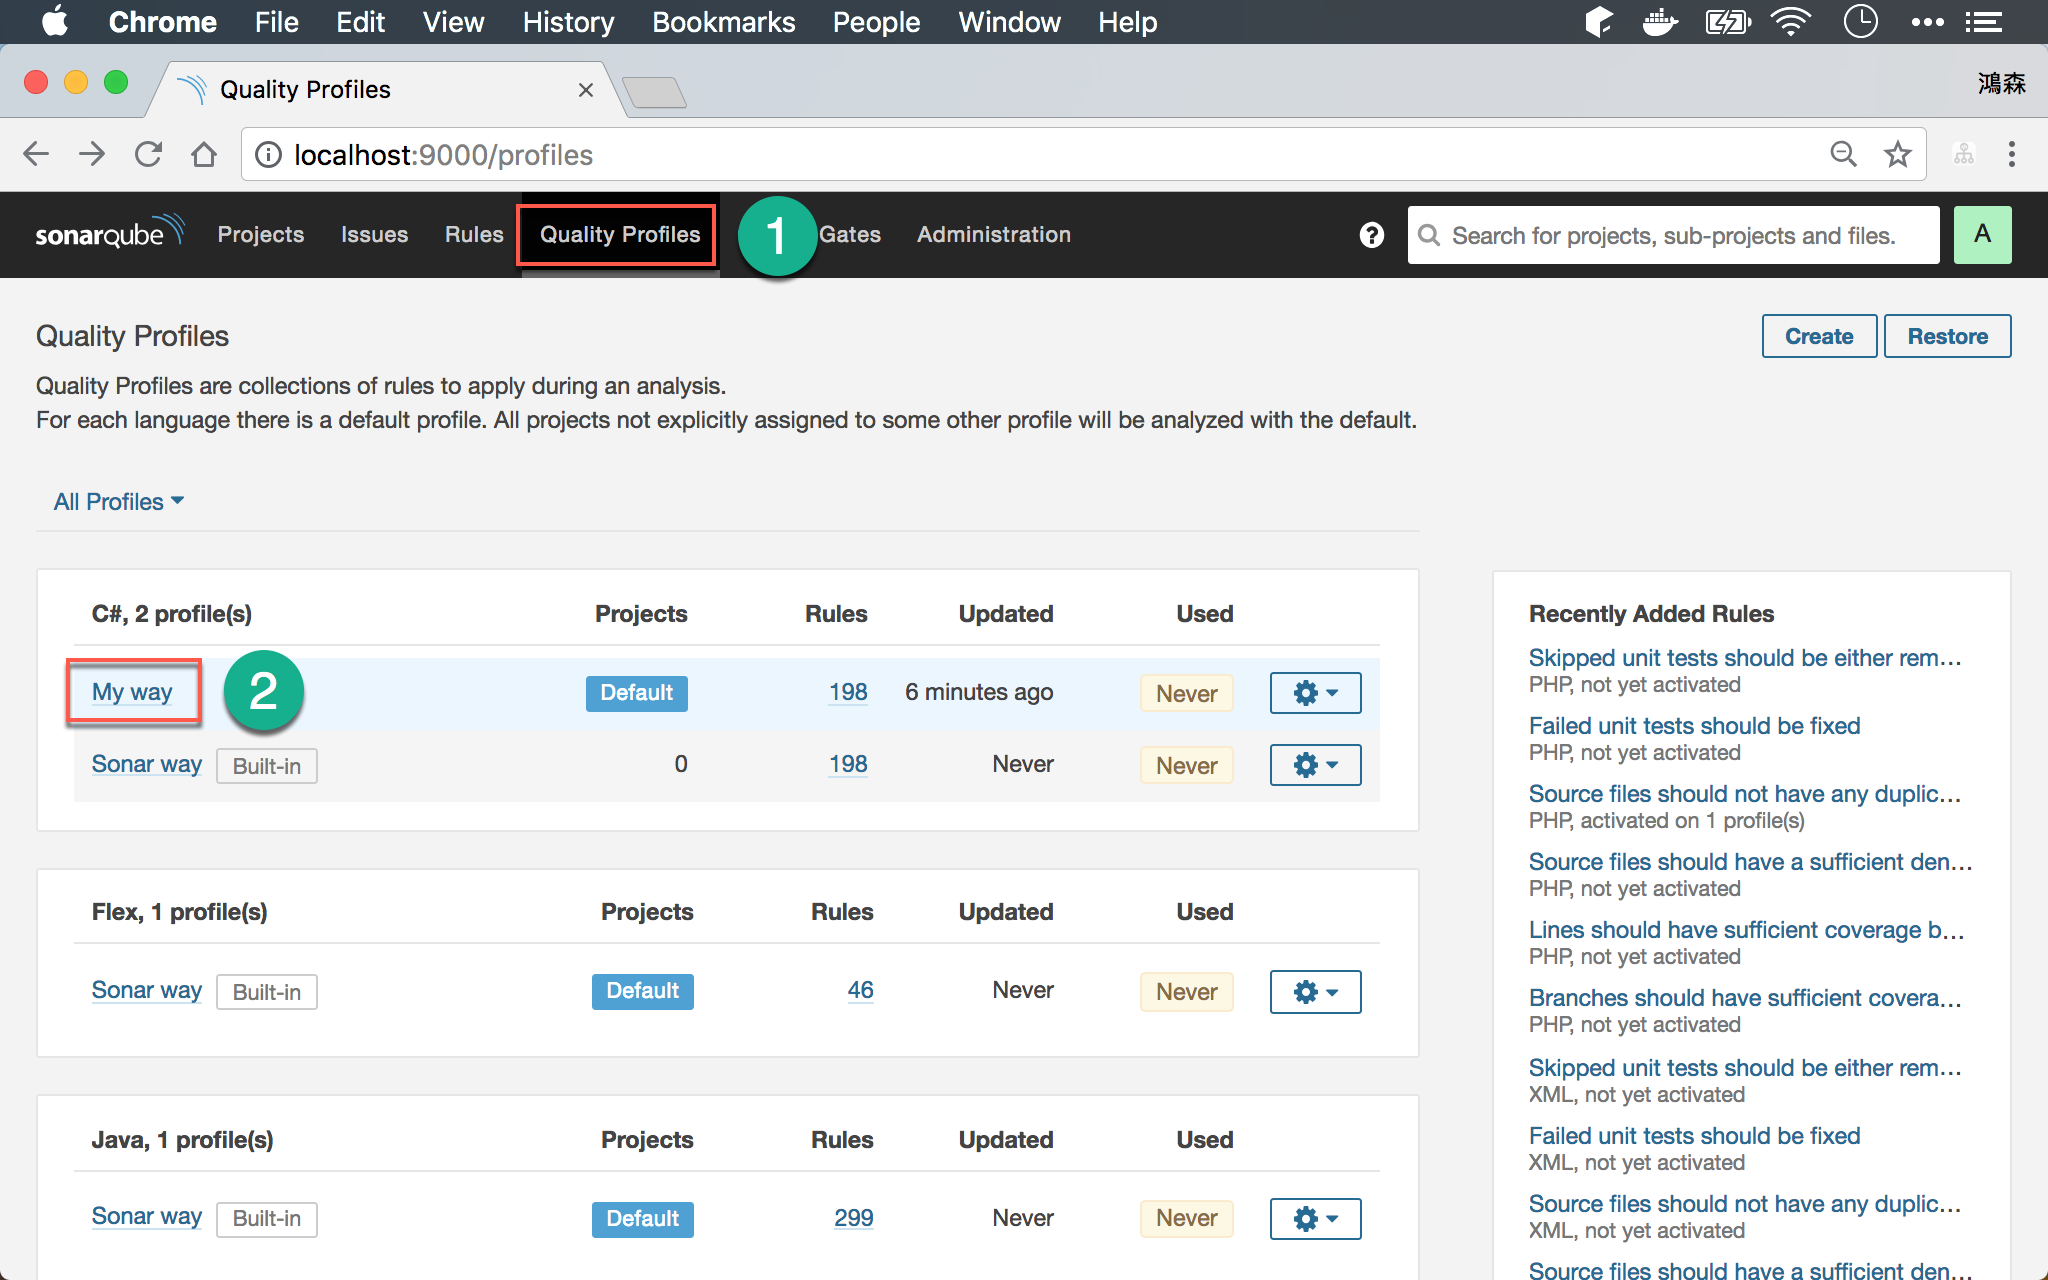 Chrome File Edit View History Bookmarks People Window Help
Quality Profiles
鴻森
localhost:9000/profiles
sonarqube Projects Issues Rules Quality Profiles 1 Gates Administration ? Search for projects, sub-projects and files. A
Quality Profiles
Create Restore
Quality Profiles are collections of rules to apply during an analysis.
For each language there is a default profile. All projects not explicitly assigned to some other profile will be analyzed with the default.
All Profiles
C#, 2 profile(s) Projects Rules Updated Used
My way 2 Default 198 6 minutes ago Never
Sonar way Built-in 0 198 Never Never
Flex, 1 profile(s) Projects Rules Updated Used
Sonar way Built-in Default 46 Never Never
Java, 1 profile(s) Projects Rules Updated Used
Sonar way Built-in Default 299 Never Never
Recently Added Rules
Skipped unit tests should be either rem...
PHP, not yet activated
Failed unit tests should be fixed
PHP, not yet activated
Source files should not have any duplic...
PHP, activated on 1 profile(s)
Source files should have a sufficient den...
PHP, not yet activated
Lines should have sufficient coverage b...
PHP, not yet activated
Branches should have sufficient covera...
PHP, not yet activated
Skipped unit tests should be either rem...
XML, not yet activated
Failed unit tests should be fixed
XML, not yet activated
Source files should not have any duplic...
XML, not yet activated
Source files should have a sufficient den...